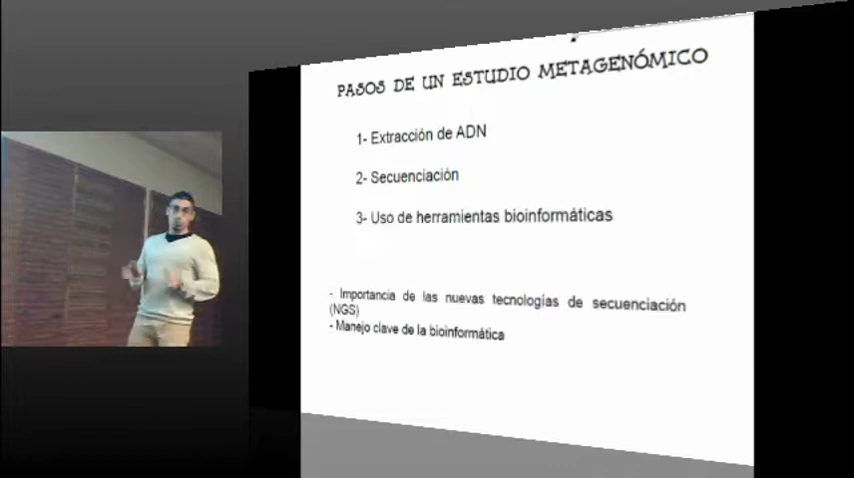 PASOS DE UN ESTUDIO METAGENÓMICO
1- Extracción de ADN
2- Secuenciación
3- Uso de herramientas bioinformáticas
- Importancia de las nuevas tecnologías de secuenciación
(NGS)
- Manejo clave de la bioinformática